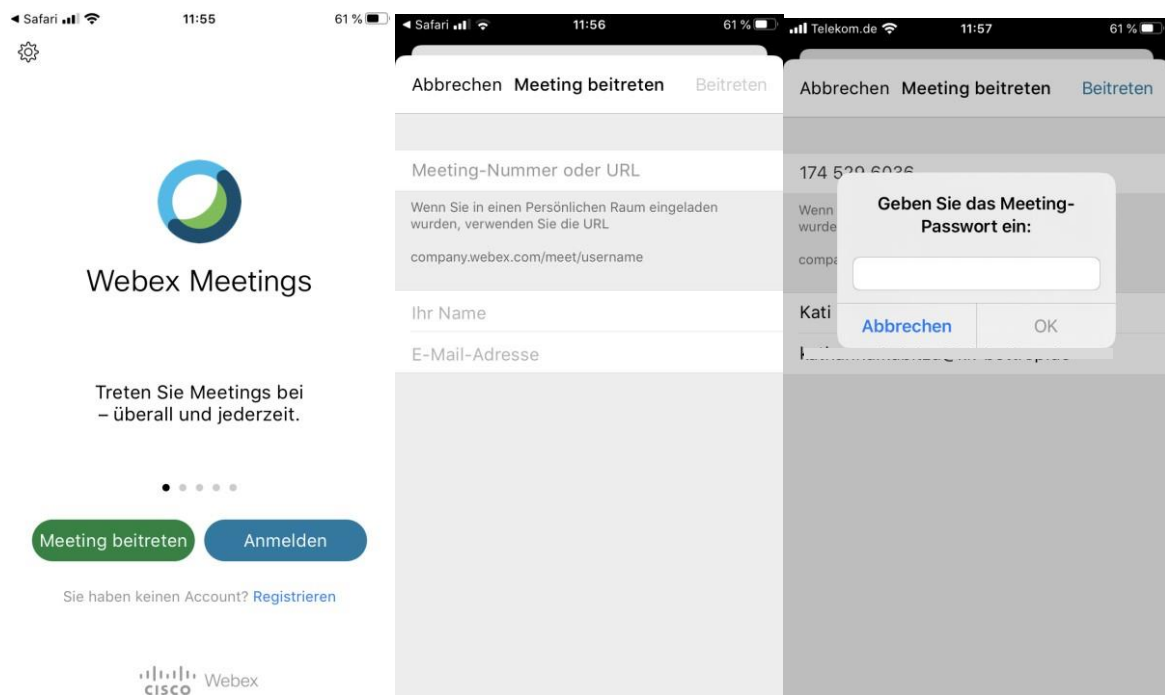 ◄ Safari 11:55 61 %
Webex Meetings
Treten Sie Meetings bei
– überall und jederzeit.
Meeting beitreten Anmelden
Sie haben keinen Account? Registrieren
CISCO Webex
◄ Safari 11:56 61 %
Abbrechen Meeting beitreten Beitreten
Meeting-Nummer oder URL
Wenn Sie in einen Persönlichen Raum eingeladen
wurden, verwenden Sie die URL
company.webex.com/meet/username
Ihr Name
E-Mail-Adresse
Telekom.de 11:57 61 %
Abbrechen Meeting beitreten Beitreten
174 529 6036
Wenn
wurde
compa
Geben Sie das Meeting-
Passwort ein:
Abbrechen OK
Kati